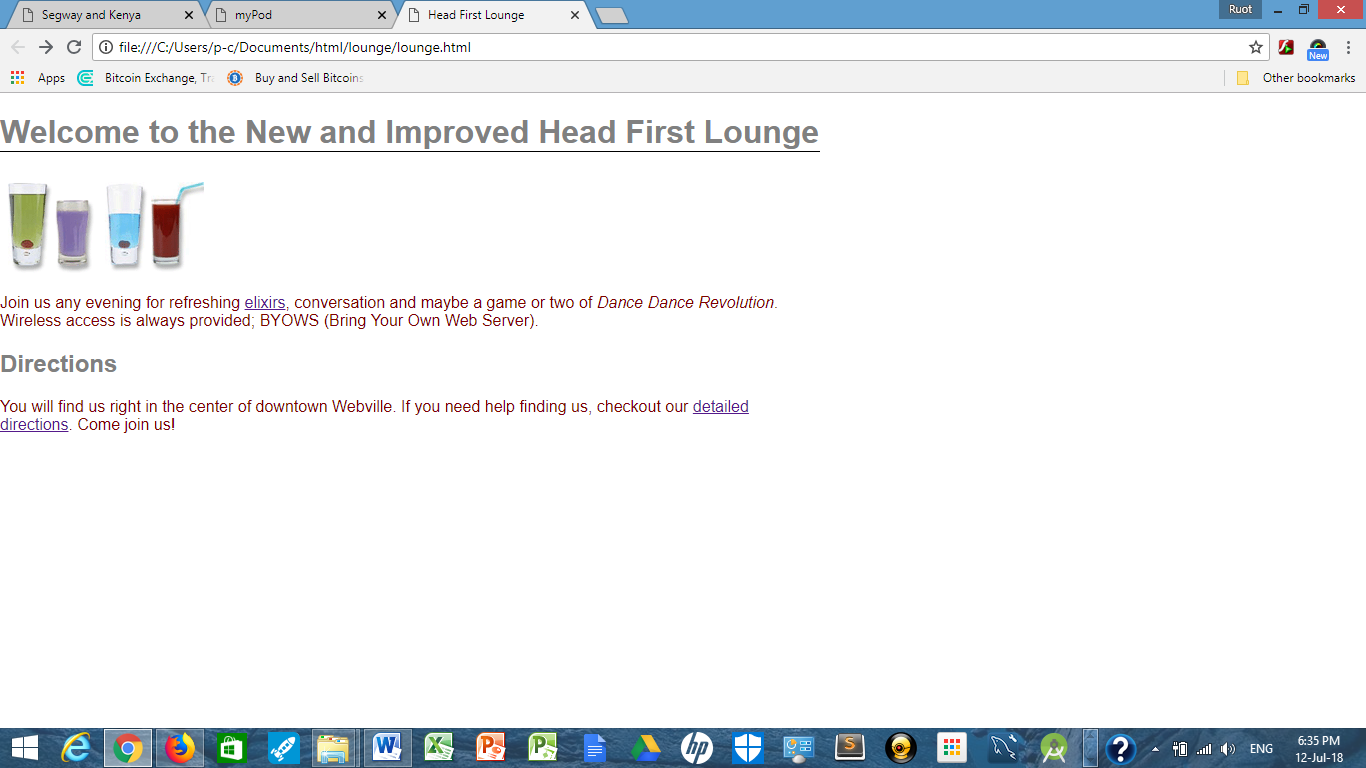 Segway and Kenya
myPod
Head First Lounge
Ruot
file:///C:/Users/p-c/Documents/html/lounge/lounge.html
New
Apps
Bitcoin Exchange, Tra
Buy and Sell Bitcoins
Other bookmarks
Welcome to the New and Improved Head First Lounge
Join us any evening for refreshing elixirs, conversation and maybe a game or two of Dance Dance Revolution.
Wireless access is always provided; BYOWS (Bring Your Own Web Server).
Directions
You will find us right in the center of downtown Webville. If you need help finding us, checkout our detailed
directions. Come join us!
ENG
6:35 PM
12-Jul-18